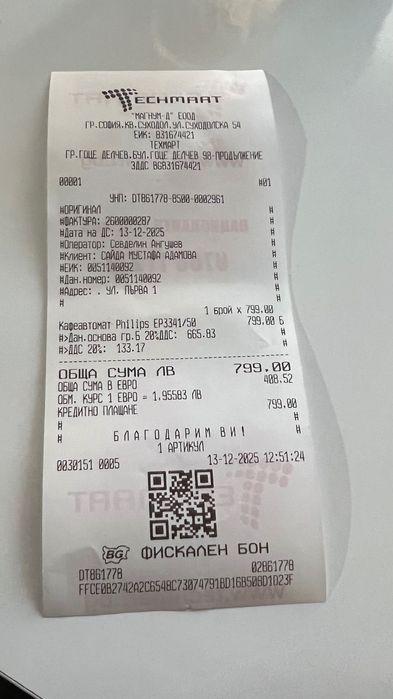 TECHMART
"МАГНУМ-Д" ЕООД
ГР.СОФИЯ.КВ.СУХОДОЛ.УЛ.СУХОДОЛСКА 54
ЕИК: 831674421
ТЕХМАРТ
ГР.ГОЦЕ ДЕЛЧЕВ.БУЛ.ГОЦЕ ДЕЛЧЕВ 98-ПРОДЪЛЖЕНИЕ
ЗДДС BG831674421
00001 #01
УНП: DT861778-8500-0002961
#ОРИГИНАЛ #
#ФАКТУРА: 2600000287 #
#Дата на ДС: 13-12-2025 #
#Оператор: Севделин Ангушев #
#Клиент: САЙДА МУСТАФА АДАМОВА #
#ЕИК: 0051140092 #
#Дан.номер: 0051140092 #
#Адрес: . УЛ. ПЪРВА 1 #
# #
1 брой x 799.00
Кафеавтомат Philips EP3341/50 799.00 Б
#>Дан.основа гр.Б 20%ДДС: 665.83 #
#>ДДС 20%: 133.17 #
ОБЩА СУМА ЛВ 799.00
ОБЩА СУМА В ЕВРО 408.52
ОБМ. КУРС 1 ЕВРО = 1.95583 ЛВ
КРЕДИТНО ПЛАЩАНЕ 799.00
# #
# БЛАГОДАРИМ ВИ! #
1 АРТИКУЛ
0030151 0005 13-12-2025 12:51:24
BG ФИСКАЛЕН БОН
DT861778 02861778